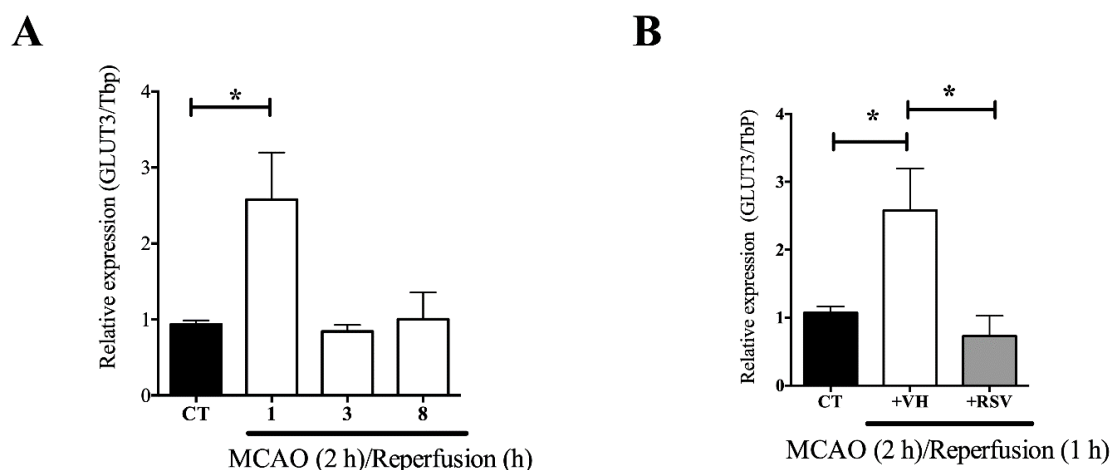 A
Relative expression (GLUT3/Tbp)
4
3
2
1
0
*
CT
1
3
8
MCAO (2 h)/Reperfusion (h)
B
Relative expression (GLUT3/TbP)
4
3
2
1
0
*
*
CT
+VH
+RSV
MCAO (2 h)/Reperfusion (1 h)